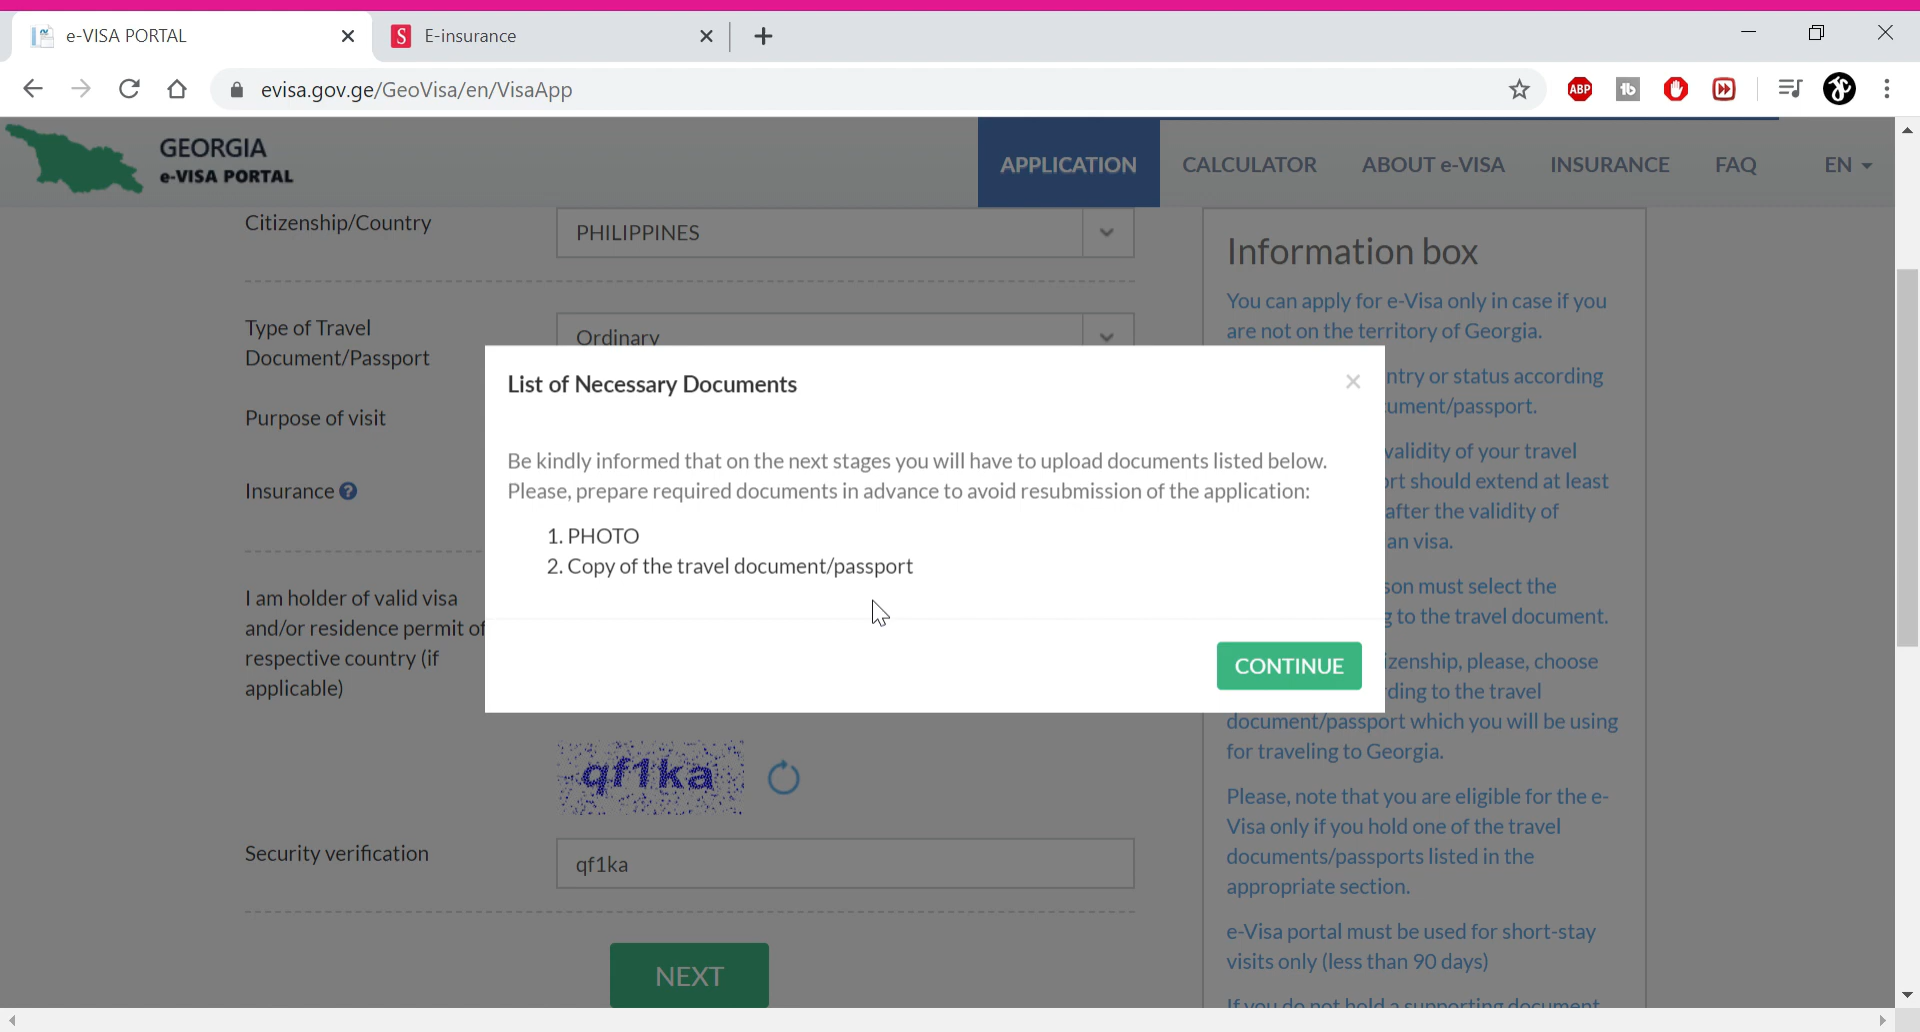 e-VISA PORTAL
E-insurance
evisa.gov.ge/GeoVisa/en/VisaApp
ABP
GEORGIA
e-VISA PORTAL
APPLICATION
CALCULATOR
ABOUT e-VISA
INSURANCE
FAQ
EN
Citizenship/Country
PHILIPPINES
Type of Travel
Document/Passport
Ordinary
Purpose of visit
Insurance
I am holder of valid visa
and/or residence permit of
respective country (if
applicable)
List of Necessary Documents
Be kindly informed that on the next stages you will have to upload documents listed below.
Please, prepare required documents in advance to avoid resubmission of the application:
1. PHOTO
2. Copy of the travel document/passport
CONTINUE
qf1ka
Security verification
qf1ka
NEXT
Information box
You can apply for e-Visa only in case if you
are not on the territory of Georgia.
or status according
validity of your travel
should extend at least
after the validity of
an visa.
must select the
to the travel document.
please, choose
to the travel
document/passport which you will be using
for traveling to Georgia.
Please, note that you are eligible for the e-
Visa only if you hold one of the travel
documents/passports listed in the
appropriate section.
e-Visa portal must be used for short-stay
visits only (less than 90 days)
If you do not hold a supporting document